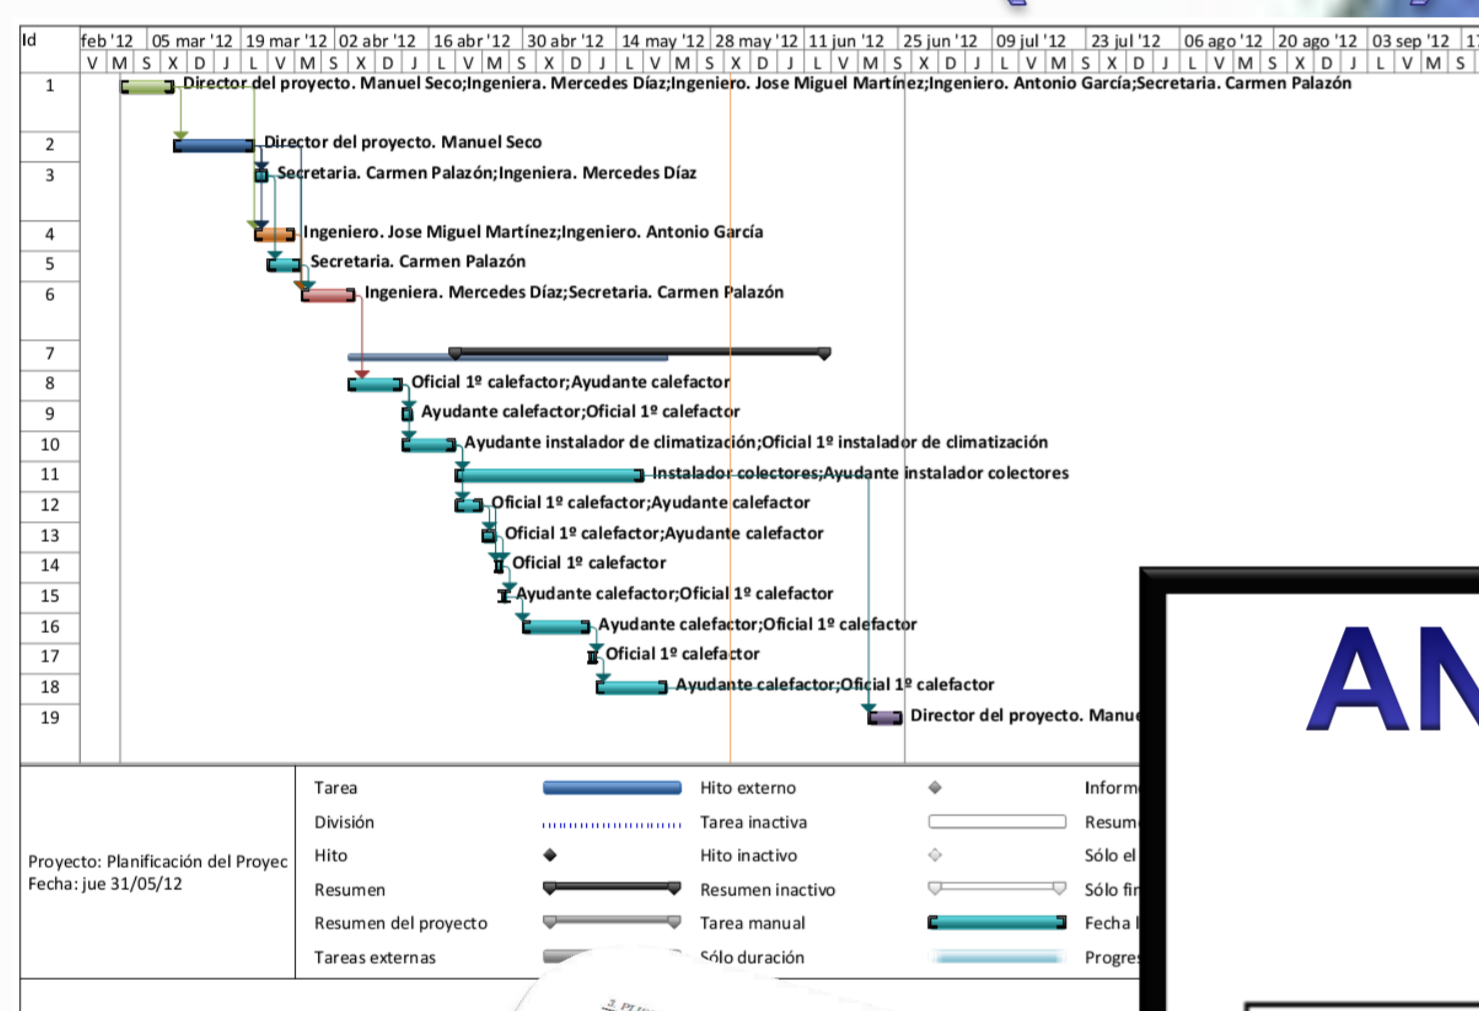 Id feb '12 05 mar '12 19 mar '12 02 abr '12 16 abr '12 30 abr '12 14 may '12 28 may '12 11 jun '12 25 jun '12 09 jul '12 23 jul '12 06 ago '12 20 ago '12 03 sep '12 17
V M S X D J L V M S X D J L V M S X D J L V M S X D J L V M S X D J L V M S X D J L V M S X D J L V M S
1 Director del proyecto. Manuel Seco;Ingeniera. Mercedes Díaz;Ingeniero. Jose Miguel Martínez;Ingeniero. Antonio García;Secretaria. Carmen Palazón
2 Director del proyecto. Manuel Seco
3 Secretaria. Carmen Palazón;Ingeniera. Mercedes Díaz
4 Ingeniero. Jose Miguel Martínez;Ingeniero. Antonio García
5 Secretaria. Carmen Palazón
6 Ingeniera. Mercedes Díaz;Secretaria. Carmen Palazón
7
8 Oficial 1º calefactor;Ayudante calefactor
9 Ayudante calefactor;Oficial 1º calefactor
10 Ayudante instalador de climatización;Oficial 1º instalador de climatización
11 Instalador colectores;Ayudante instalador colectores
12 Oficial 1º calefactor;Ayudante calefactor
13 Oficial 1º calefactor;Ayudante calefactor
14 Oficial 1º calefactor
15 Ayudante calefactor;Oficial 1º calefactor
16 Ayudante calefactor;Oficial 1º calefactor
17 Oficial 1º calefactor
18 Ayudante calefactor;Oficial 1º calefactor
19 Director del proyecto. Manue
AN
Proyecto: Planificación del Proyec
Fecha: jue 31/05/12
Tarea Hito externo Inform
División Tarea inactiva Resum
Hito Hito inactivo Sólo el
Resumen Resumen inactivo Sólo fin
Resumen del proyecto Tarea manual Fecha l
Tareas externas Sólo duración Progres